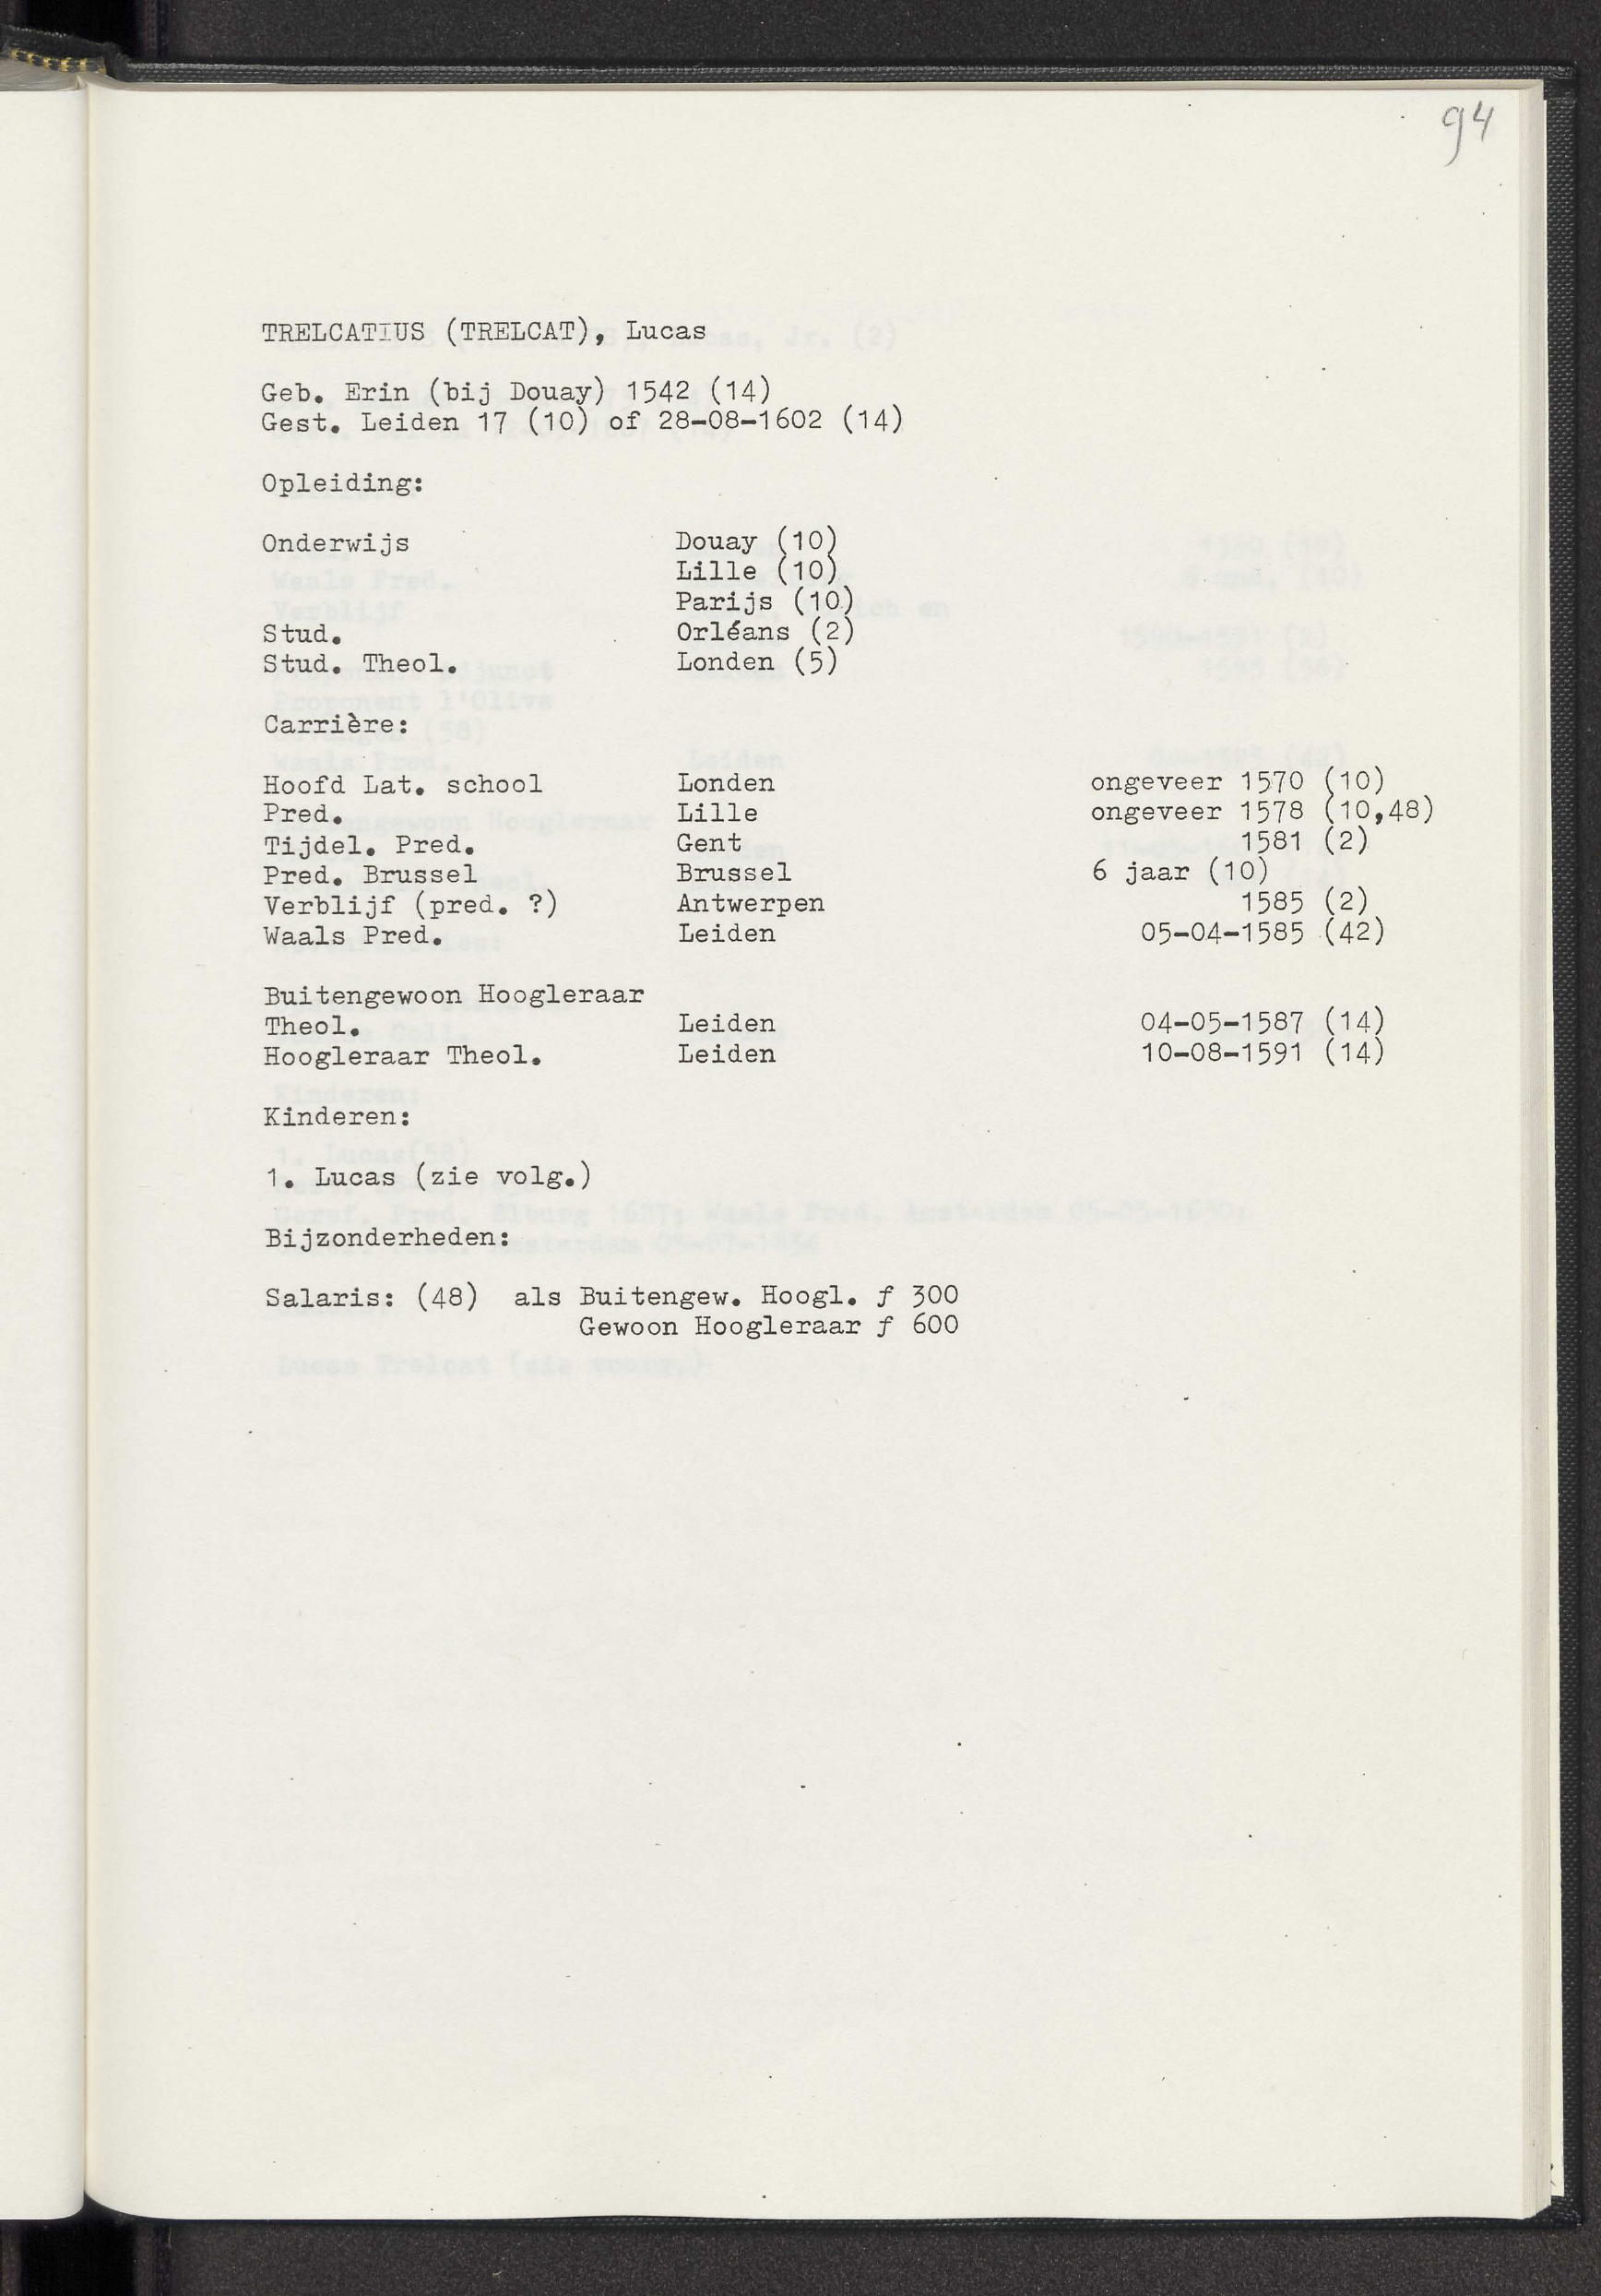 94
TRELCATIUS (TRELCAT), Lucas
Geb. Erin (bij Douay) 1542 (14)
Gest. Leiden 17 (10) of 28-08-1602 (14)
Opleiding:
Onderwijs Douay (10)
Lille (10)
Parijs (10)
Stud. Orléans (2)
Stud. Theol. Londen (5)
Carrière:
Hoofd Lat. school Londen ongeveer 1570 (10)
Pred. Lille ongeveer 1578 (10,48)
Tijdel. Pred. Gent 1581 (2)
Pred. Brussel Brussel 6 jaar (10)
Verblijf (pred. ?) Antwerpen 1585 (2)
Waals Pred. Leiden 05-04-1585 (42)
Buitengewoon Hoogleraar
Theol. Leiden 04-05-1587 (14)
Hoogleraar Theol. Leiden 10-08-1591 (14)
Kinderen:
1. Lucas (zie volg.)
Bijzonderheden:
Salaris: (48) als Buitengew. Hoogl. ƒ 300
Gewoon Hoogleraar ƒ 600